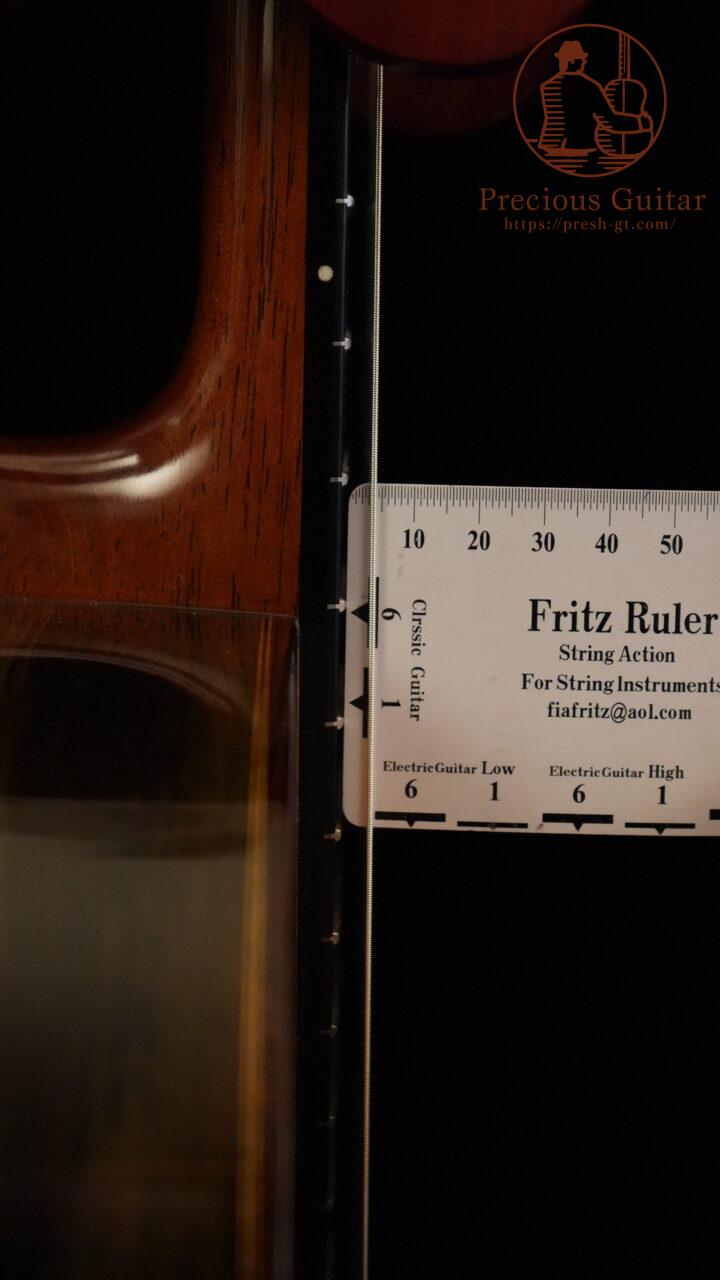 Precious Guitar
https://presh-gt.com/
10 20 30 40 50
Fritz Ruler
String Action
For String Instruments
fiafritz@aol.com
6 1
Clrssic Guitar
ElectricGuitar Low ElectricGuitar High
6 1 6 1